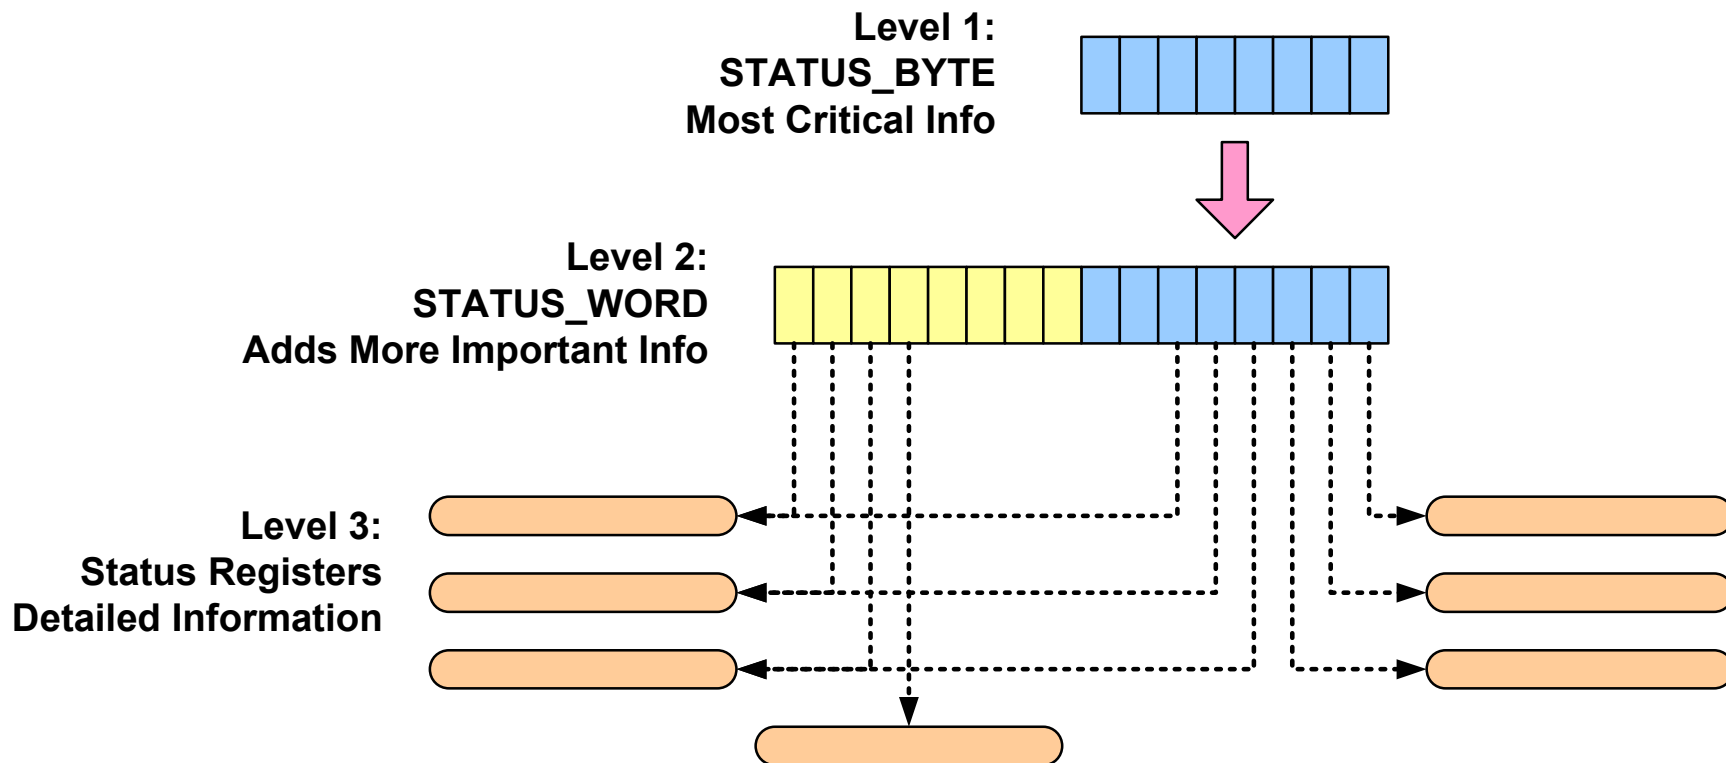 Level 1:
STATUS_BYTE
Most Critical Info
Level 2:
STATUS_WORD
Adds More Important Info
Level 3:
Status Registers
Detailed Information